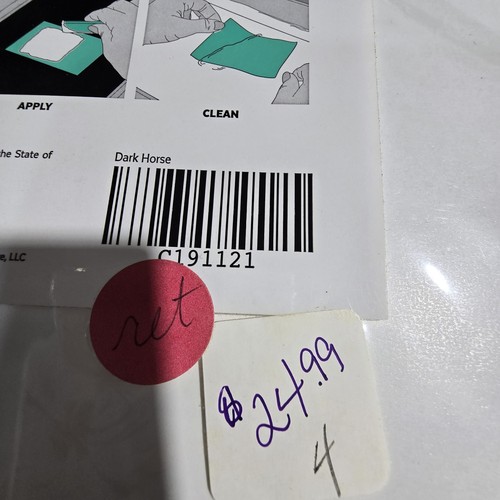 APPLY
CLEAN
the State of
Dark Horse
LLC
C191121
ret
$24.99
4